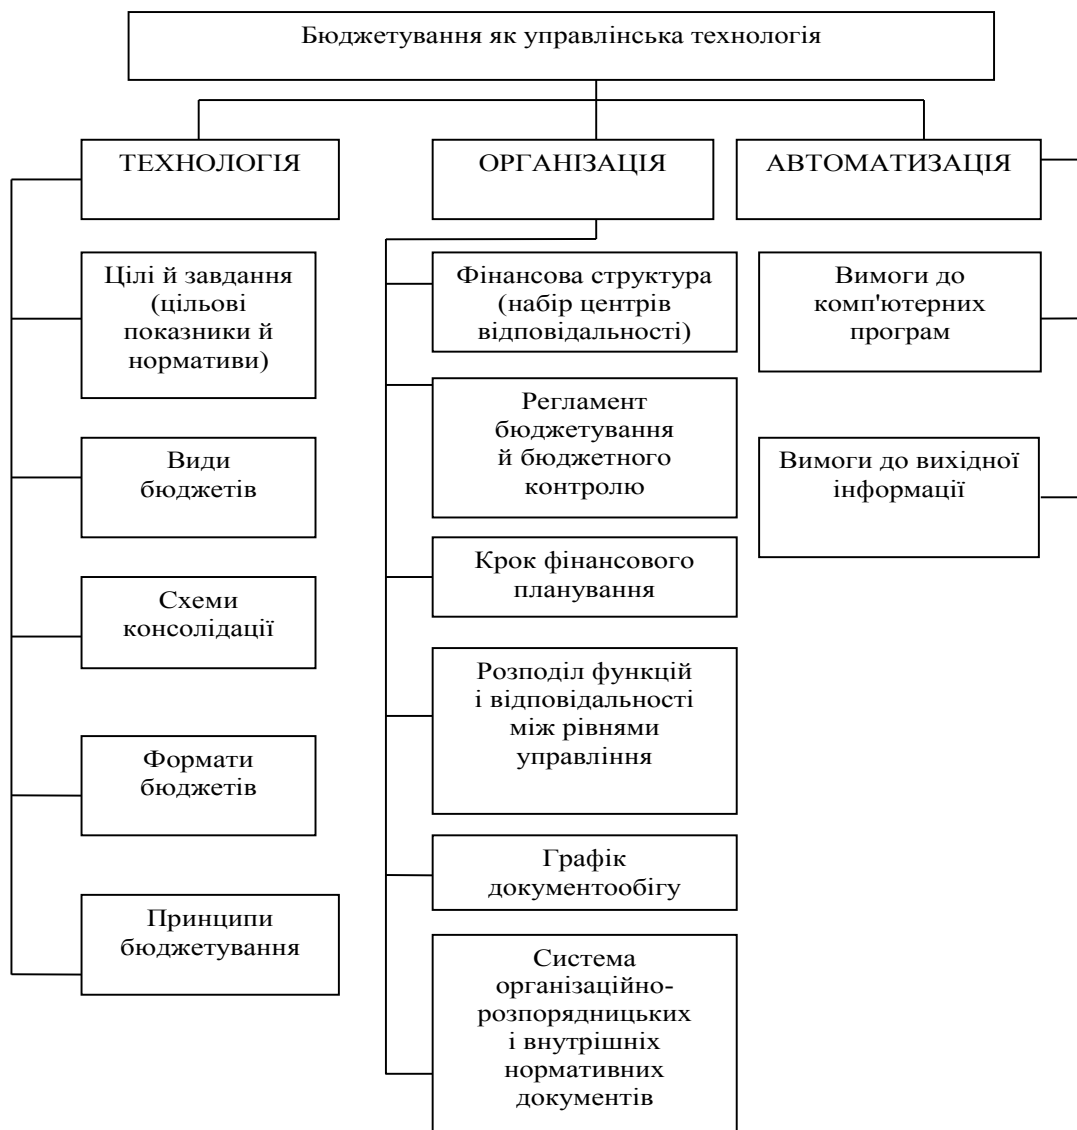 Бюджетування як управлінська технологія
ТЕХНОЛОГІЯ
ОРГАНІЗАЦІЯ
АВТОМАТИЗАЦІЯ
Цілі й завдання
(цільові
показники й
нормативи)
Види
бюджетів
Схеми
консолідації
Формати
бюджетів
Принципи
бюджетування
Фінансова структура
(набір центрів
відповідальності)
Регламент
бюджетування
й бюджетного
контролю
Крок фінансового
планування
Розподіл функцій
і відповідальності
між рівнями
управління
Графік
документообігу
Система
організаційно-
розпорядницьких
і внутрішніх
нормативних
документів
Вимоги до
комп'ютерних
програм
Вимоги до вихідної
інформації